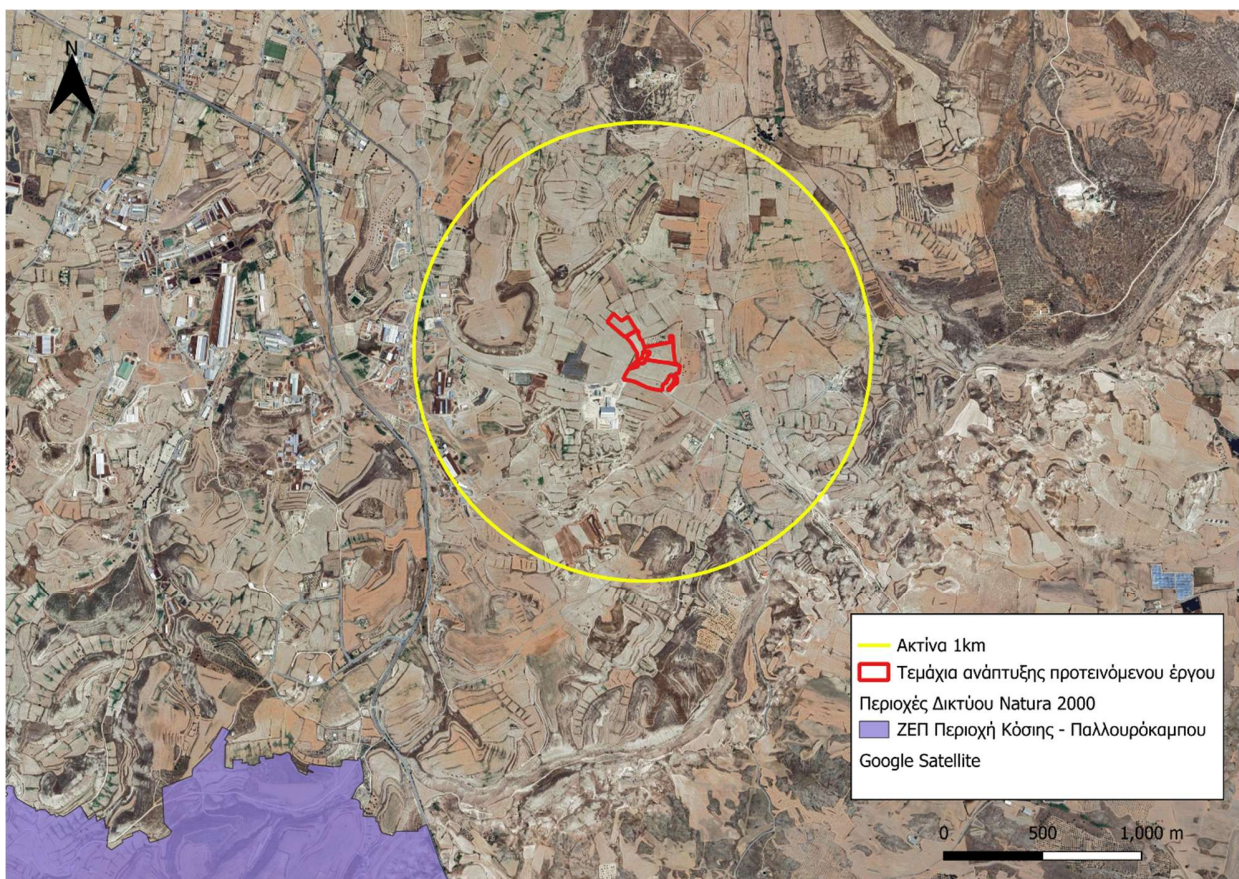 N
Ακτίνα 1km
Τεμάχια ανάπτυξης προτεινόμενου έργου
Περιοχές Δικτύου Natura 2000
ΖΕΠ Περιοχή Κόσιης - Παλλουρόκαμπου
Google Satellite
0 500 1,000 m